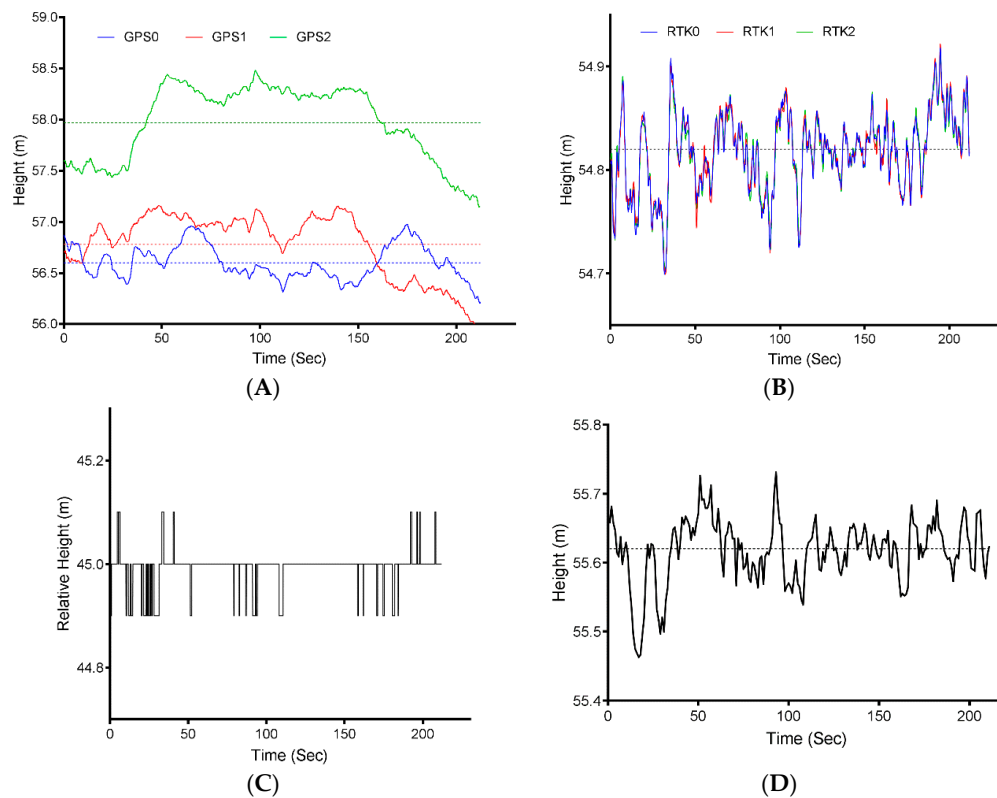 GPS0 GPS1 GPS2
59.0
58.5
58.0
57.5
57.0
56.5
56.0
Height (m)
0 50 100 150 200
Time (Sec)
(A)
RTK0 RTK1 RTK2
54.9
54.8
54.7
Height (m)
0 50 100 150 200
Time (Sec)
(B)
45.2
45.0
44.8
Relative Height (m)
0 50 100 150 200
Time (Sec)
(C)
55.8
55.7
55.6
55.5
55.4
Height (m)
0 50 100 150 200
Time (Sec)
(D)